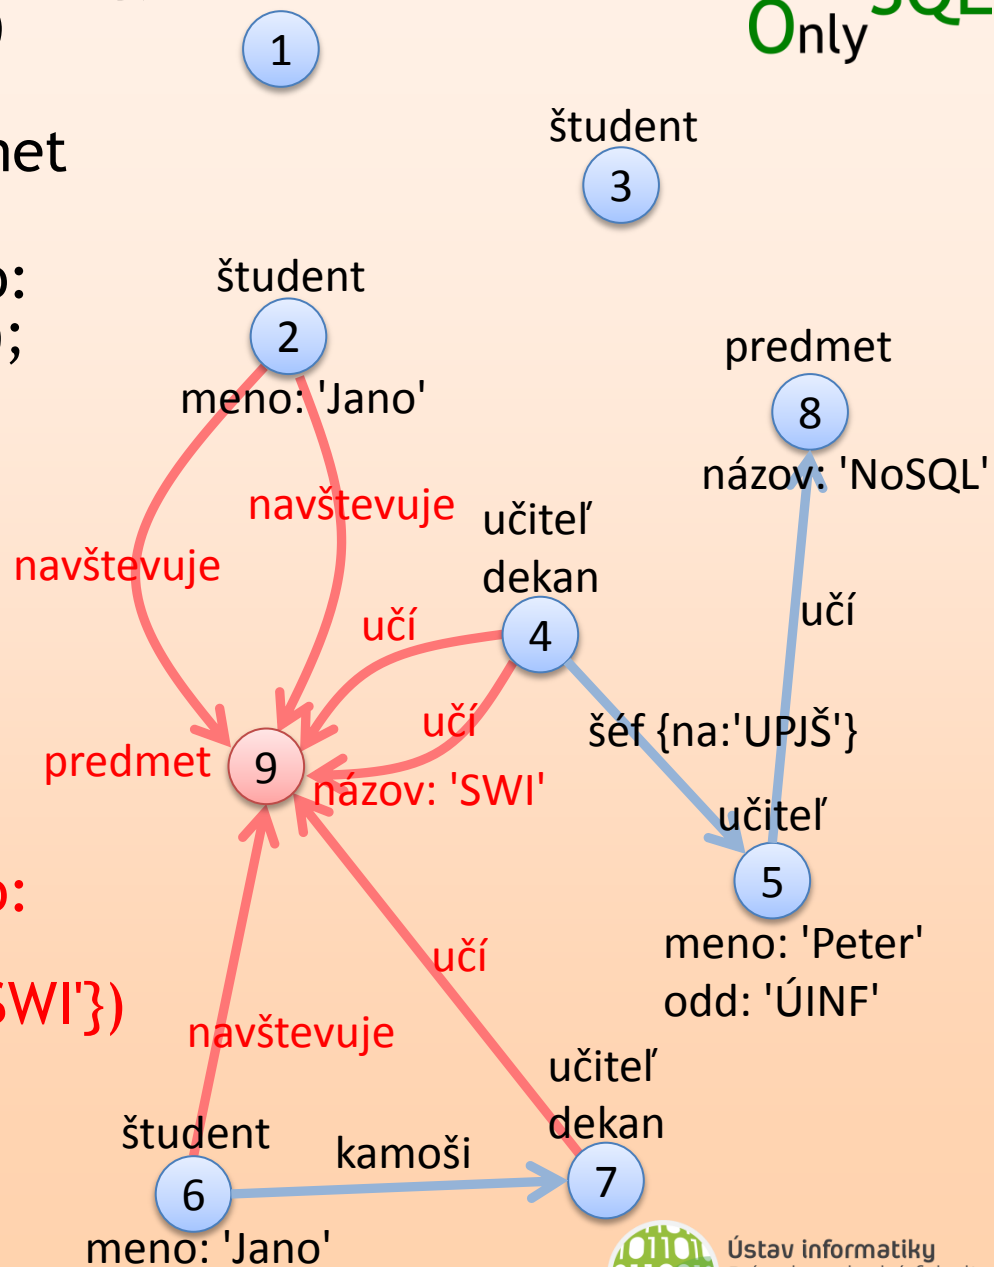 Only
1
študent
3
študent
2
meno: 'Jano'
predmet
8
názov: 'NoSQL'
navštevuje
navštevuje
učiteľ
dekan
4
učí
učí
učí
šéf {na:'UPJŠ'}
predmet
9
názov: 'SWI'
učiteľ
5
meno: 'Peter'
odd: 'ÚINF'
SWI'})
učí
navštevuje
študent
6
meno: 'Jano'
kamoši
učiteľ
dekan
7
Ústav informatiky